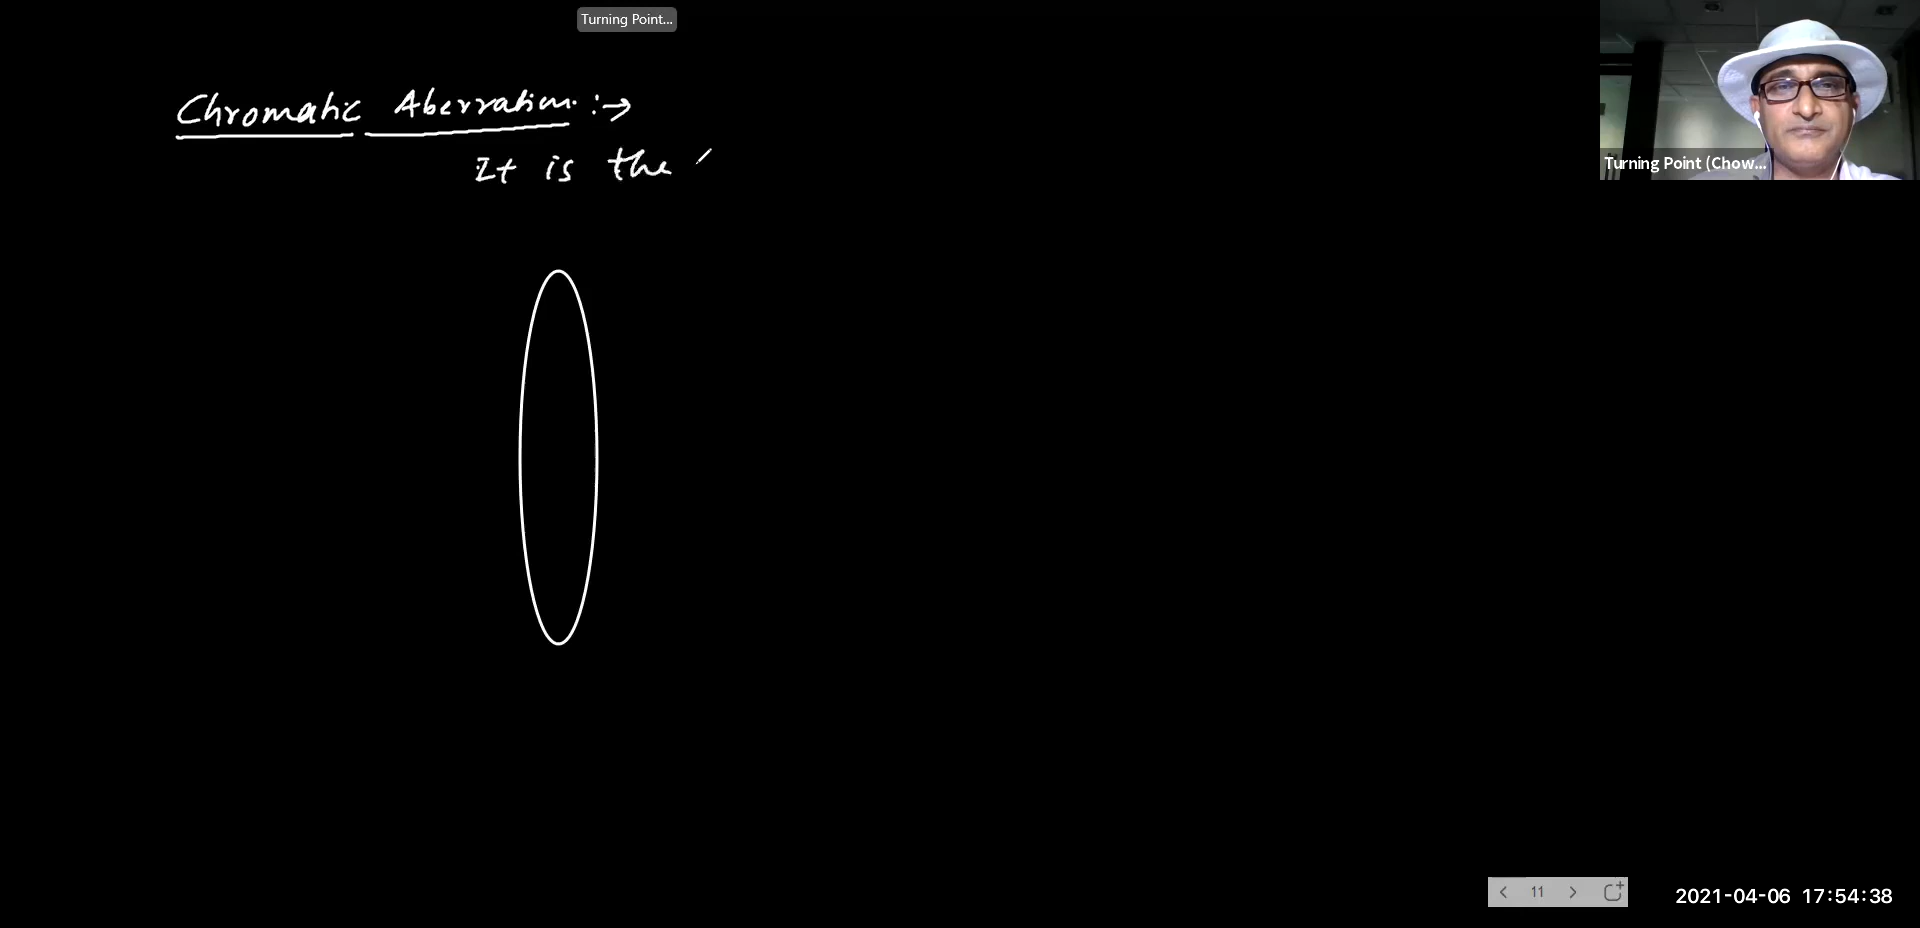 Turning Point...
Chromatic Aberration :→
It is the
Turning Point (Chow...
11
2021-04-06 17:54:38